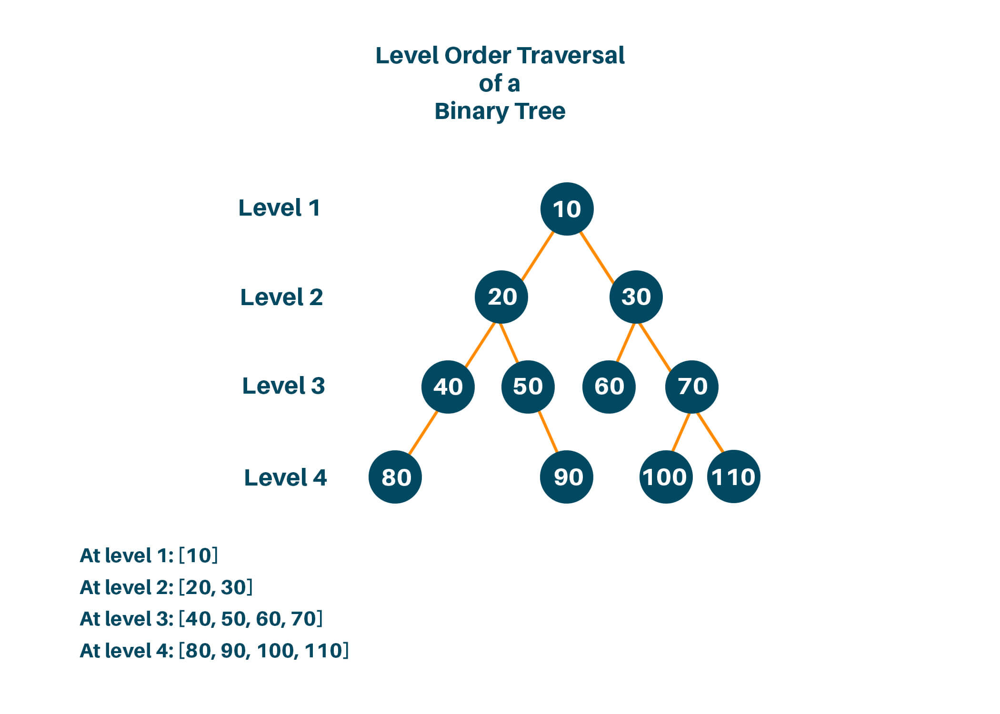 Level Order Traversal
of a
Binary Tree
Level 1
10
Level 2
20
30
Level 3
40
50
60
70
Level 4
80
90
100
110
At level 1: [10]
At level 2: [20, 30]
At level 3: [40, 50, 60, 70]
At level 4: [80, 90, 100, 110]